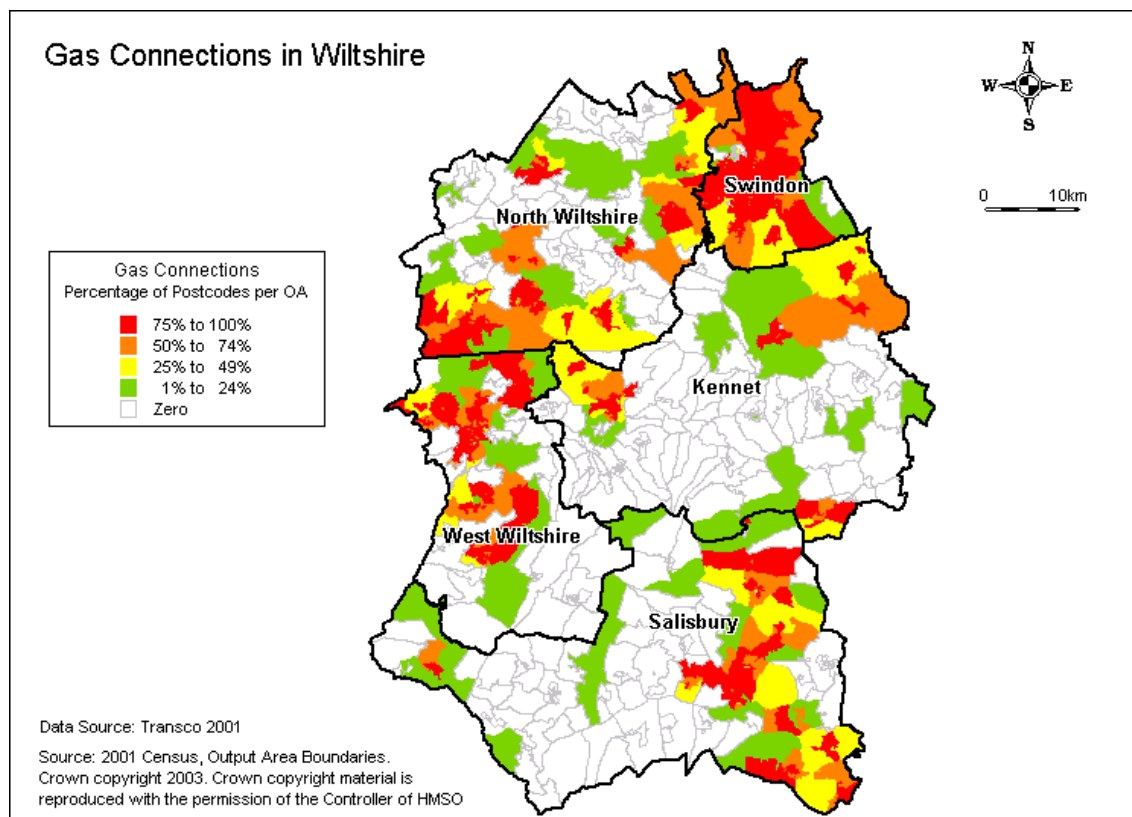 Gas Connections in Wiltshire
N
W E
S
0 10km
Swindon
North Wiltshire
Gas Connections
Percentage of Postcodes per OA
75% to 100%
50% to 74%
25% to 49%
1% to 24%
Zero
Kennet
West Wiltshire
Salisbury
Data Source: Transco 2001
Source: 2001 Census, Output Area Boundaries.
Crown copyright 2003. Crown copyright material is
reproduced with the permission of the Controller of HMSO